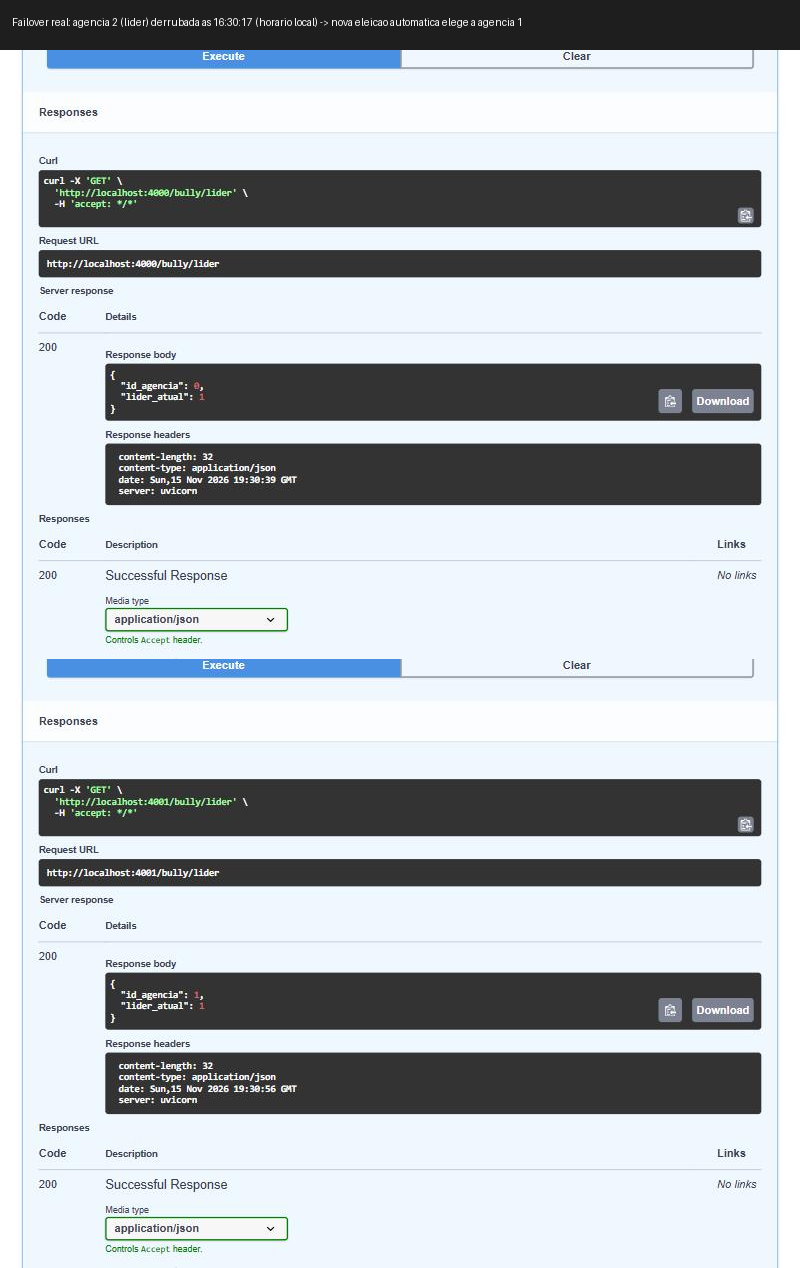 Failover real: agencia 2 (lider) derrubada as 16:30:17 (horario local) -> nova eleicao automatica elege a agencia 1
Execute
Clear
Responses
Curl
curl -X 'GET' \
'http://localhost:4000/bully/lider' \
-H 'accept: */*'
Request URL
http://localhost:4000/bully/lider
Server response
Code
Details
200
Response body
{
"id_agencia": 0,
"lider_atual": 1
}
Download
Response headers
content-length: 32
content-type: application/json
date: Sun,15 Nov 2026 19:30:39 GMT
server: uvicorn
Responses
Code
Description
Links
200
Successful Response
No links
Media type
application/json
Controls Accept header.
Execute
Clear
Responses
Curl
curl -X 'GET' \
'http://localhost:4001/bully/lider' \
-H 'accept: */*'
Request URL
http://localhost:4001/bully/lider
Server response
Code
Details
200
Response body
{
"id_agencia": 1,
"lider_atual": 1
}
Download
Response headers
content-length: 32
content-type: application/json
date: Sun,15 Nov 2026 19:30:56 GMT
server: uvicorn
Responses
Code
Description
Links
200
Successful Response
No links
Media type
application/json
Controls Accept header.